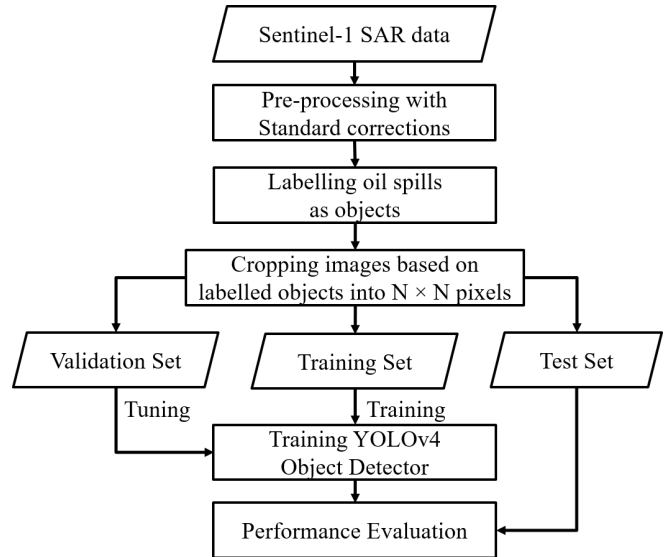 Sentinel-1 SAR data
Pre-processing with
Standard corrections
Labelling oil spills
as objects
Cropping images based on
labelled objects into N × N pixels
Validation Set
Training Set
Test Set
Tuning
Training
Training YOLOv4
Object Detector
Performance Evaluation